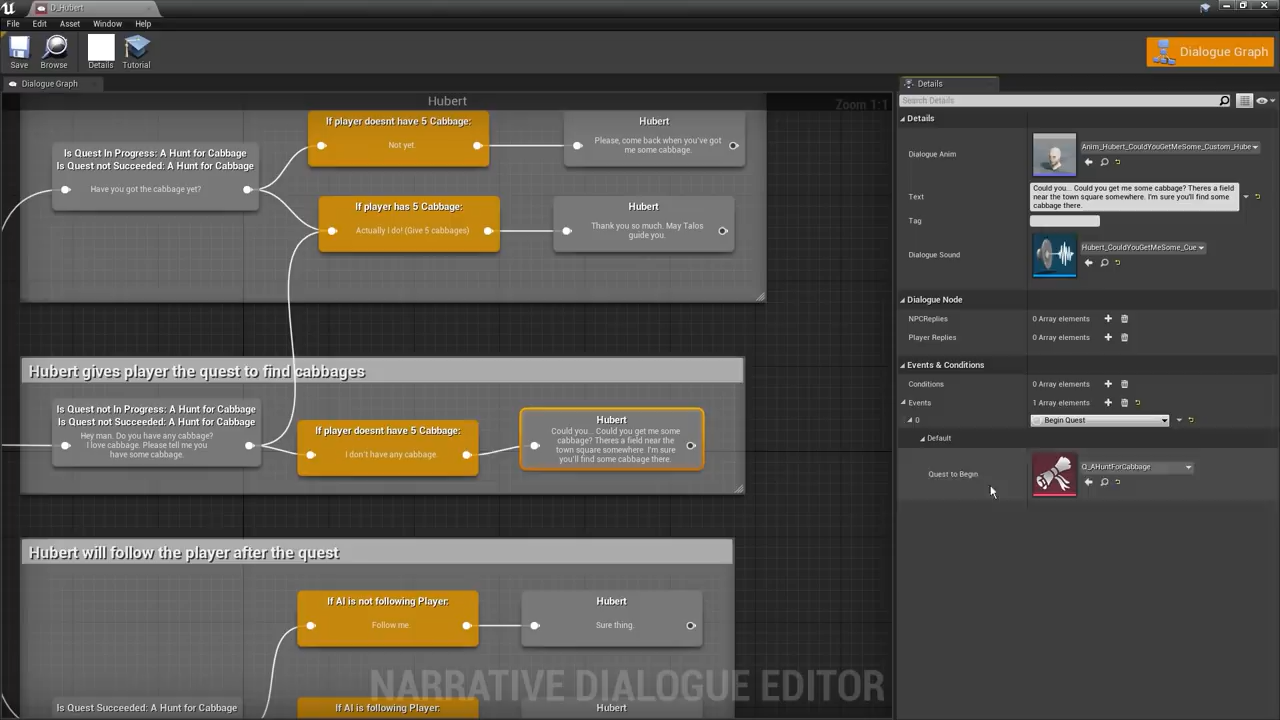 D_Hubert
File Edit Asset Window Help
Save
Browse
Details
Tutorial
Dialogue Graph
Dialogue Graph
Hubert
Zoom 1:1
If player doesnt have 5 Cabbage:
Not yet.
Hubert
Please, come back when you've got
me some cabbage.
Is Quest In Progress: A Hunt for Cabbage
Is Quest not Succeeded: A Hunt for Cabbage
Have you got the cabbage yet?
If player has 5 Cabbage:
Actually I do! (Give 5 cabbages)
Hubert
Thank you so much. May Talos
guide you.
Hubert gives player the quest to find cabbages
Is Quest not In Progress: A Hunt for Cabbage
Is Quest not Succeeded: A Hunt for Cabbage
Hey man. Do you have any cabbage?
I love cabbage. Please tell me you
have some cabbage.
If player doesnt have 5 Cabbage:
I don't have any cabbage.
Hubert
Could you... Could you get me some
cabbage? Theres a field near the
town square somewhere. I'm sure
you'll find some cabbage there.
Hubert will follow the player after the quest
If AI is not following Player:
Follow me.
Hubert
Sure thing.
Is Quest Succeeded: A Hunt for Cabbage
If AI is following Player:
Hubert
NARRATIVE DIALOGUE EDITOR
Details
Search Details
Details
Dialogue Anim
Anim_Hubert_CouldYouGetMeSome_Custom_Hube
Text
Could you... Could you get me some cabbage? Theres a field
near the town square somewhere. I'm sure you'll find some
cabbage there.
Tag
Dialogue Sound
Hubert_CouldYouGetMeSome_Cue
Dialogue Node
NPCReplies 0 Array elements
Player Replies 0 Array elements
Events & Conditions
Conditions 0 Array elements
Events 1 Array elements
0 Begin Quest
Default
Quest to Begin
Q_AHuntForCabbage